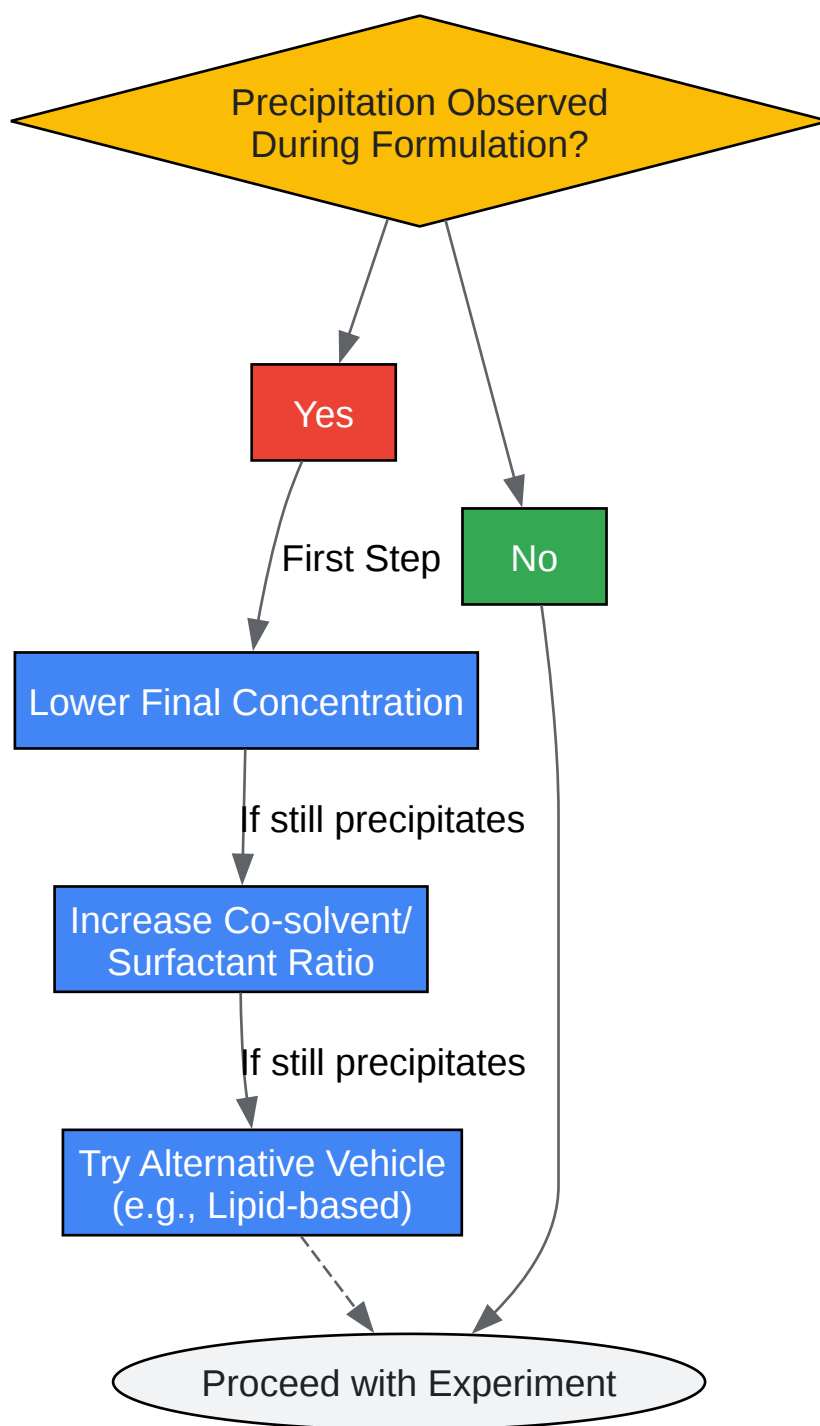 Precipitation Observed
During Formulation?
Yes
First Step
No
Lower Final Concentration
If still precipitates
Increase Co-solvent/
Surfactant Ratio
If still precipitates
Try Alternative Vehicle
(e.g., Lipid-based)
Proceed with Experiment